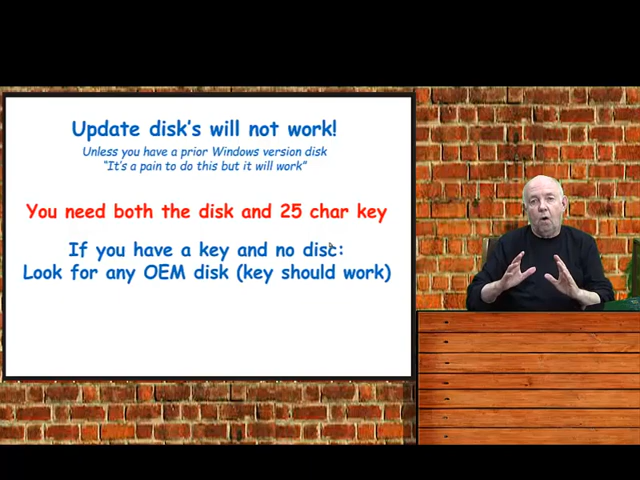 Update disk's will not work!
Unless you have a prior Windows version disk
"It's a pain to do this but it will work"
You need both the disk and 25 char key
If you have a key and no disc:
Look for any OEM disk (key should work)